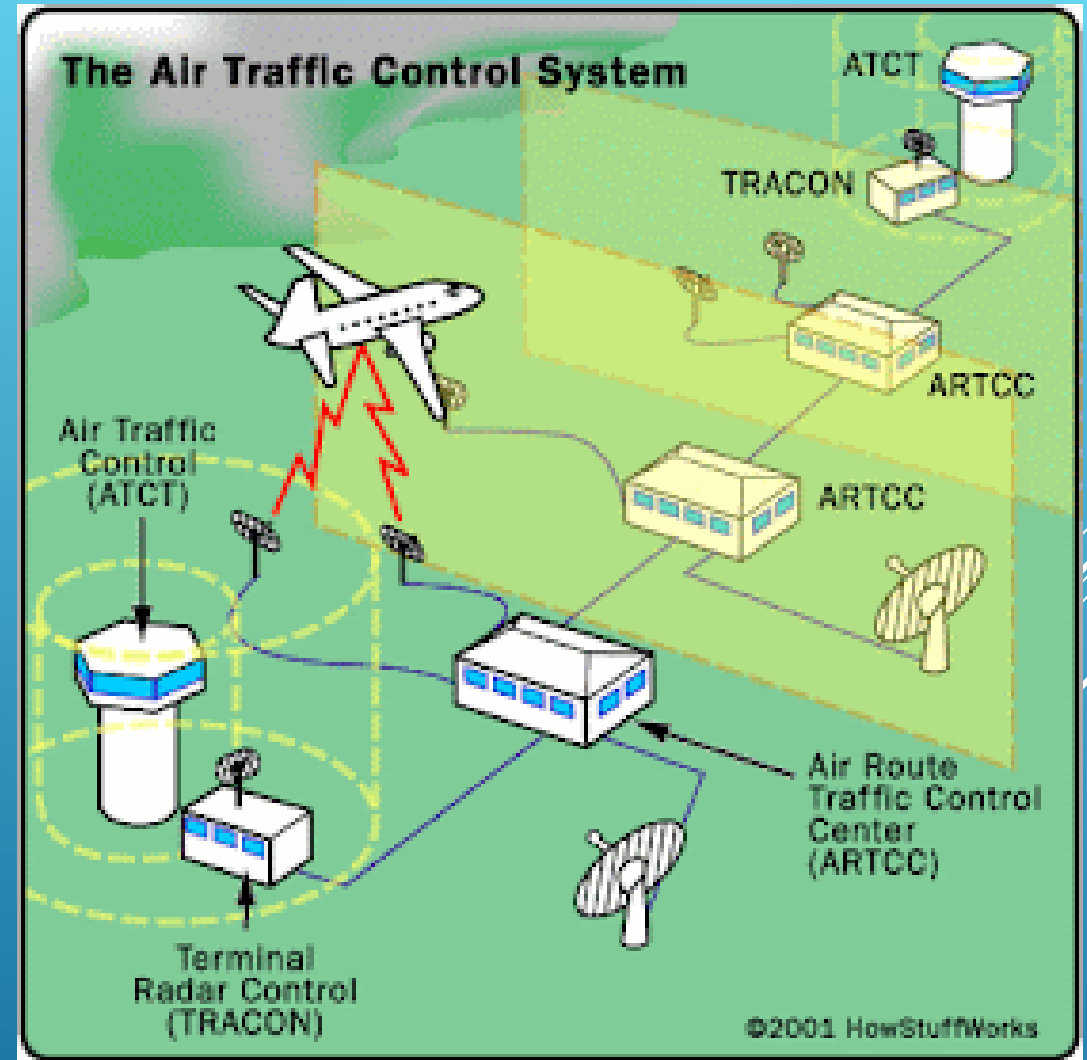 The Air Traffic Control System
ATCT
TRACON
ARTCC
ARTCC
Air Traffic
Control
(ATCT)
Air Route
Traffic Control
Center
(ARTCC)
Terminal
Radar Control
(TRACON)
©2001 HowStuffWorks